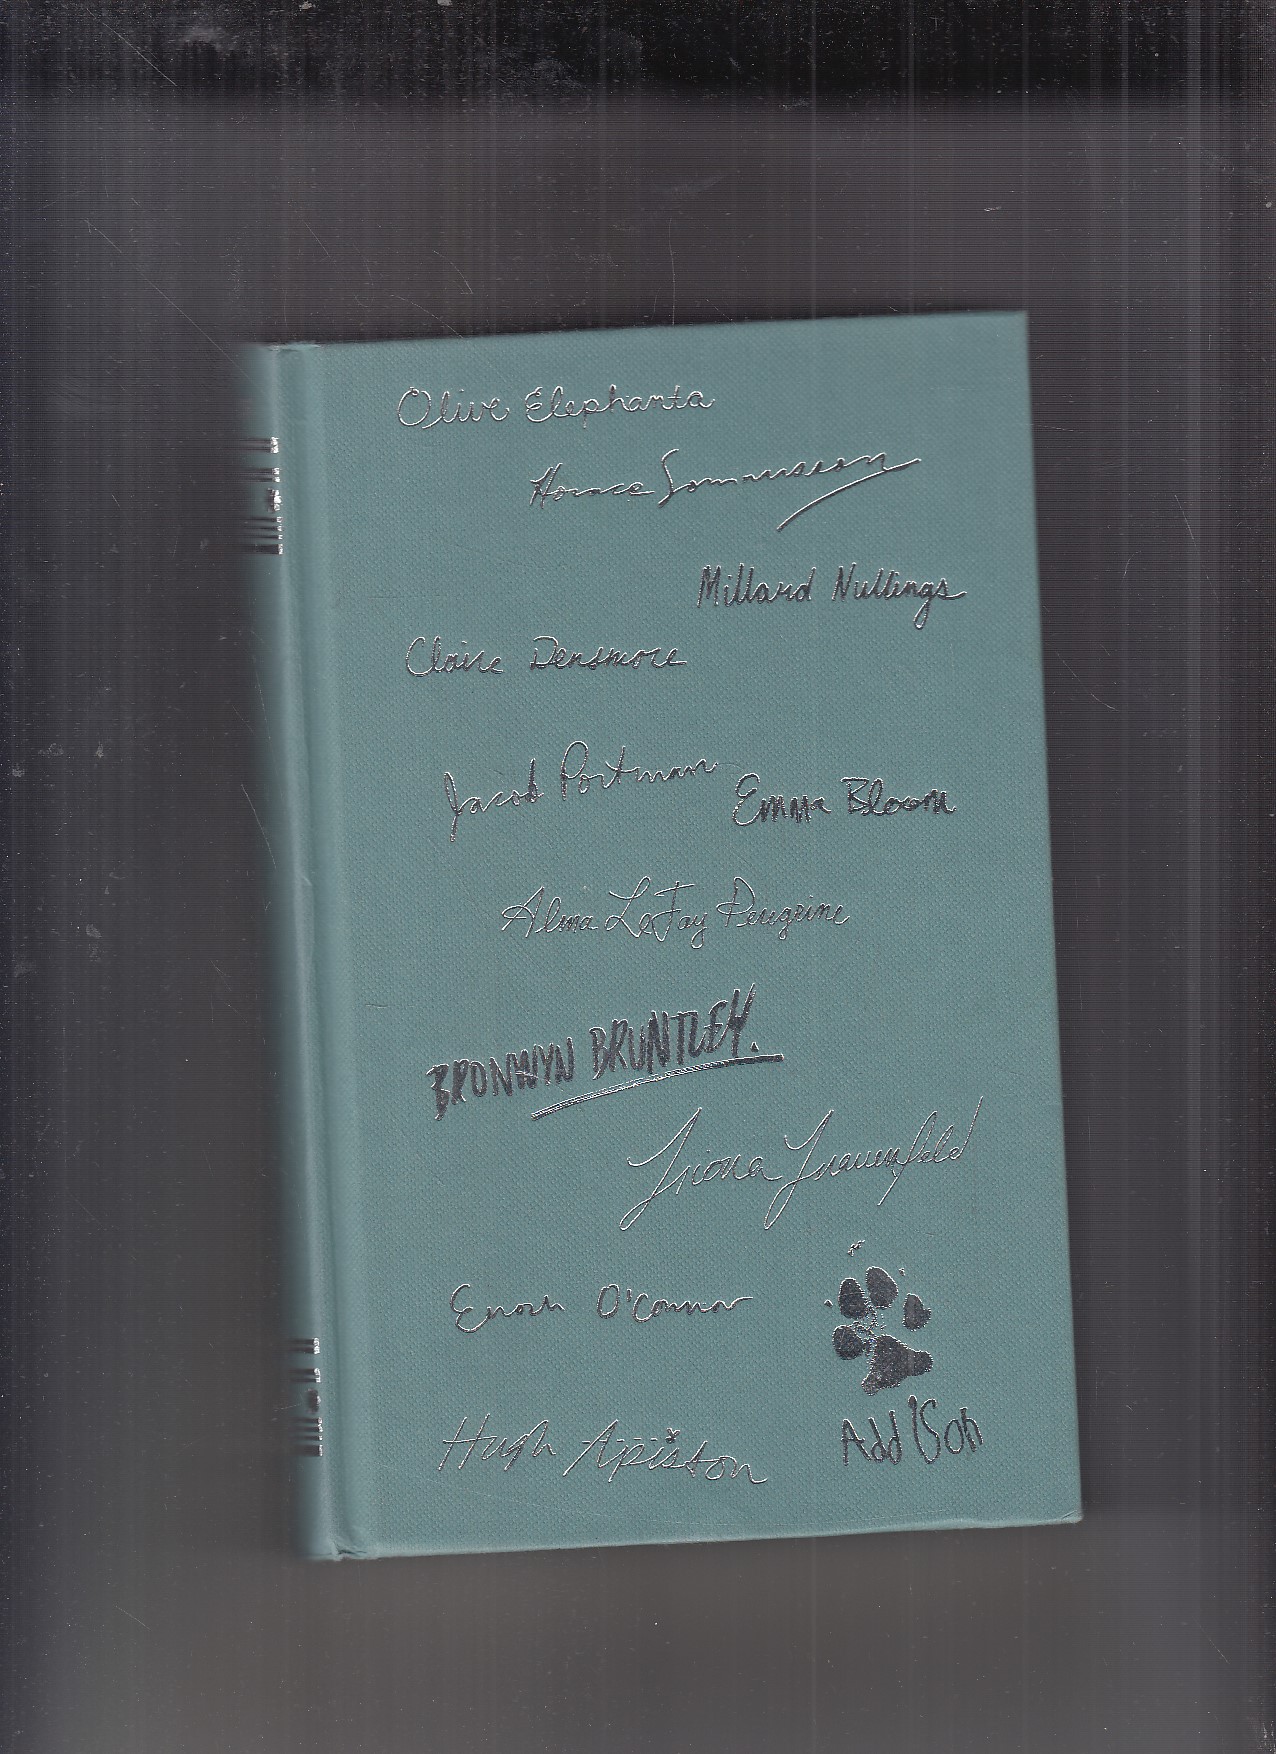 Olive Elephanta
Horace Somnusson
Millard Nullings
Claire Densmore
Jacob Portman
Emma Bloom
Alma LeFay Peregrine
BRONWYN BRUNTLEY.
Fiona Frauenfeld
Enoch O'Connor
Addison
Hugh Apiston